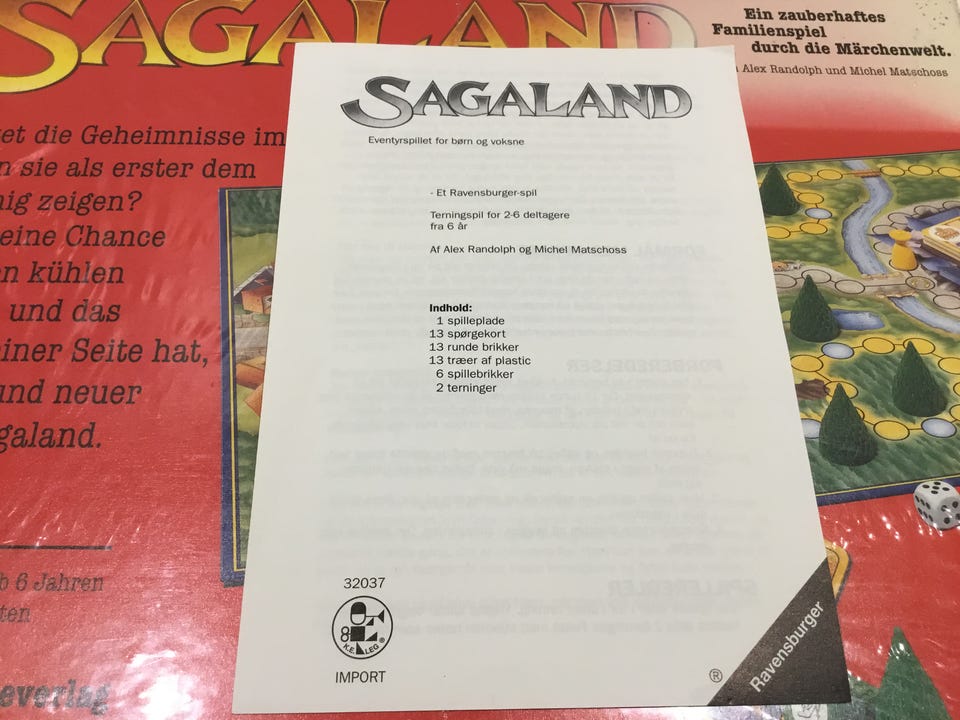 SAGALAND
Ein zauberhaftes
Familienspiel
durch die Märchenwelt.
Alex Randolph und Michel Matschoss
et die Geheimnisse im
n sie als erster dem
nig zeigen?
eine Chance
en kühlen
und das
einer Seite hat,
und neuer
galand.
b 6 Jahren
ten
everlag
SAGALAND
Eventyrspillet for børn og voksne
- Et Ravensburger-spil
Terningspil for 2-6 deltagere
fra 6 år
Af Alex Randolph og Michel Matschoss
Indhold:
1 spilleplade
13 spørgekort
13 runde brikker
13 træer af plastic
6 spillebrikker
2 terninger
32037
K.E. LEG ®
IMPORT
®
Ravensburger